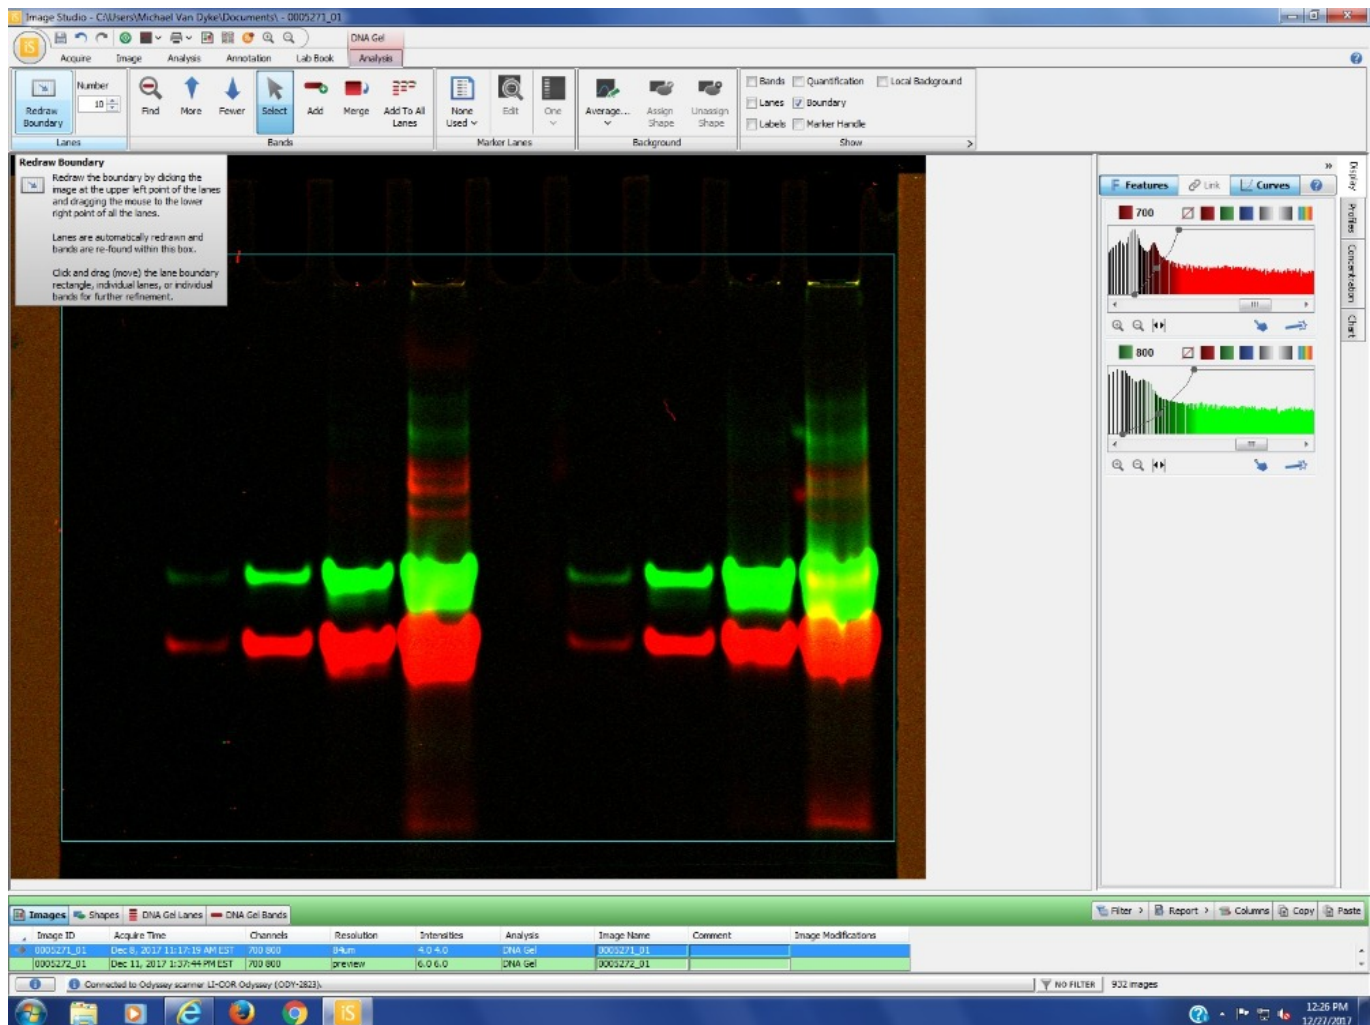 Image Studio - C:\Users\Michael Van Dyke\Documents\ - 0005271_01
iS
DNA Gel
Acquire Image Analysis Annotation Lab Book Analysis
Redraw Boundary
Number
10
Find
More
Fewer
Select
Add
Merge
Add To All Lanes
None Used
Edit
One
Average...
Assign Shape
Unassign Shape
Bands Quantification Local Background
Lanes Boundary
Labels Marker Handle
Lanes Bands Marker Lanes Background Show
Redraw Boundary
Redraw the boundary by clicking the
image at the upper left point of the lanes
and dragging the mouse to the lower
right point of all the lanes.
Lanes are automatically redrawn and
bands are re-found within this box.
Click and drag (move) the lane boundary
rectangle, individual lanes, or individual
bands for further refinement.
Features Link Curves
700
800
Display
Profiles
Concentration
Chart
Images Shapes DNA Gel Lanes DNA Gel Bands
Filter Report Columns Copy Paste
Image ID Acquire Time Channels Resolution Intensities Analysis Image Name Comment Image Modifications
0005271_01 Dec 8, 2017 11:17:19 AM EST 700 800 84um 4.0 4.0 DNA Gel 0005271_01
0005272_01 Dec 11, 2017 1:37:44 PM EST 700 800 preview 6.0 6.0 DNA Gel 0005272_01
Connected to Odyssey scanner LI-COR Odyssey (ODY-2823).
NO FILTER 932 images
iS
12:26 PM
12/27/2017